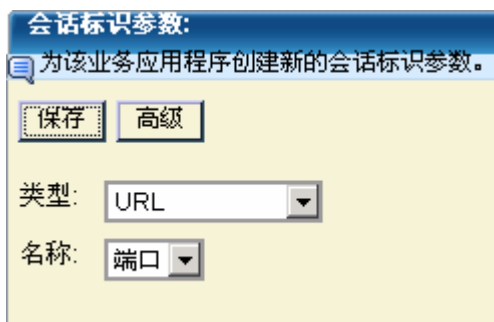 会话标识参数:
为该业务应用程序创建新的会话标识参数。
保存 高级
类型: URL
名称: 端口